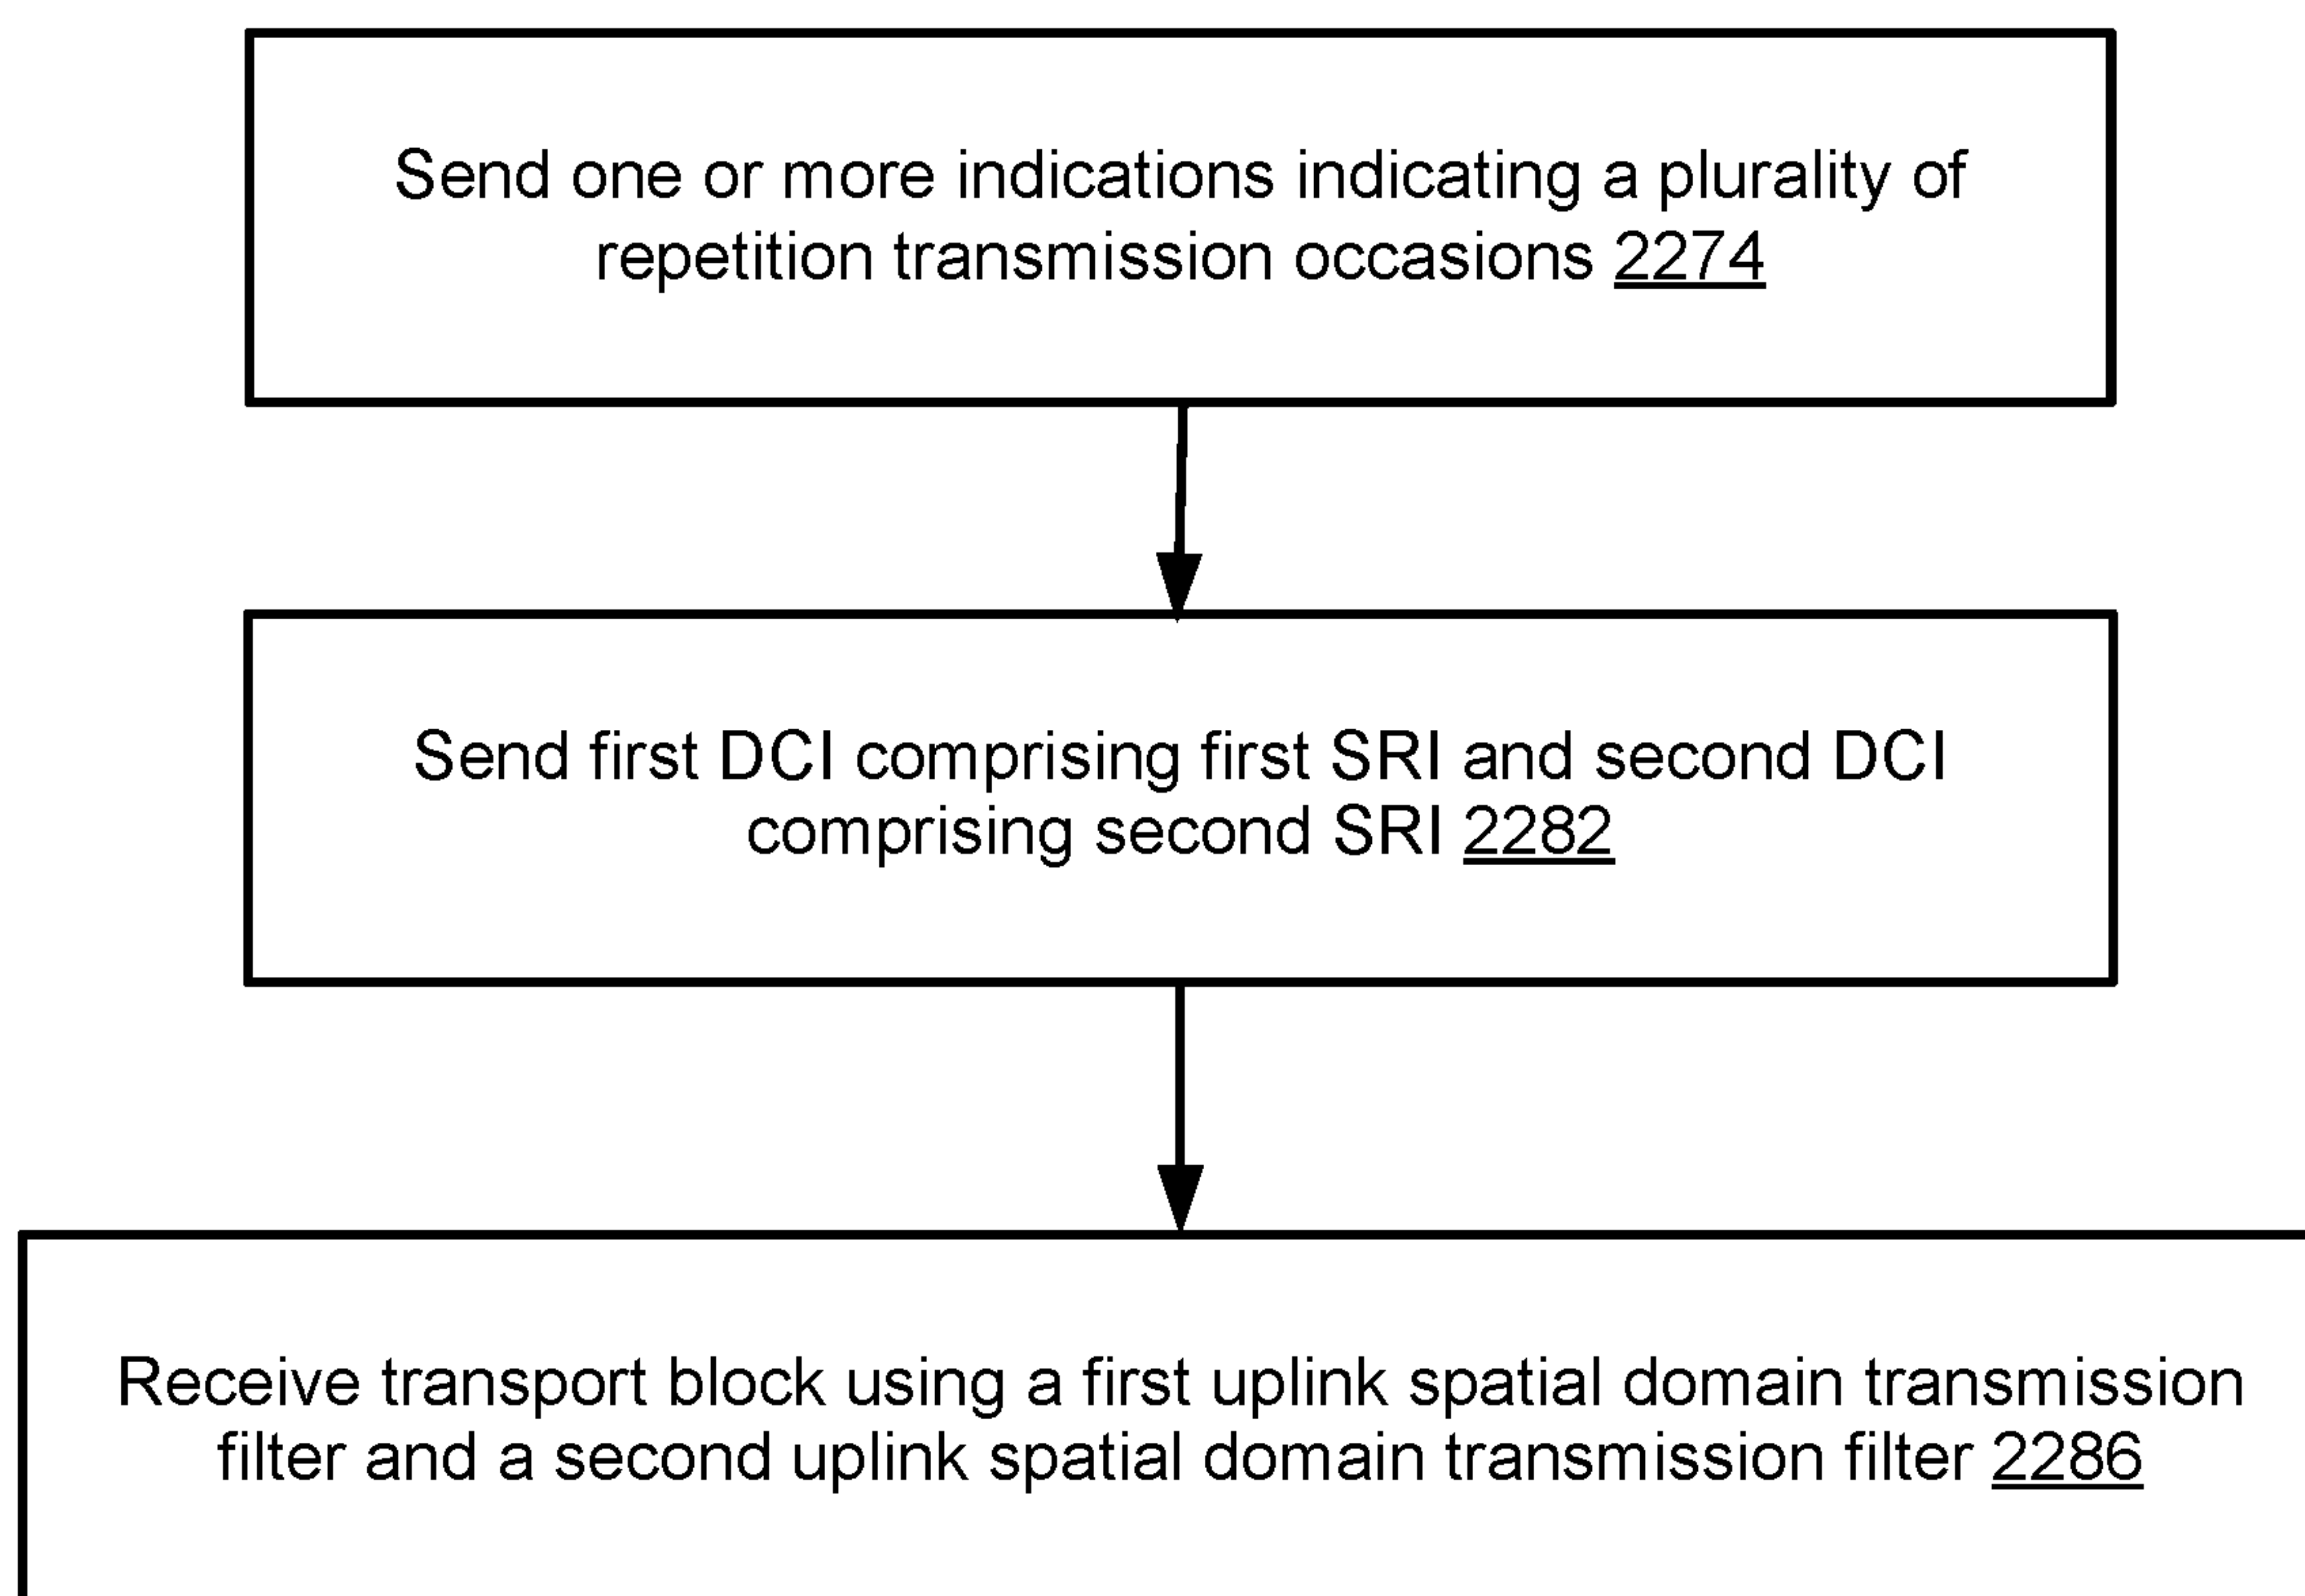 Send one or more indications indicating a plurality of
repetition transmission occasions 2274
Send first DCI comprising first SRI and second DCI
comprising second SRI 2282
Receive transport block using a first uplink spatial domain transmission
filter and a second uplink spatial domain transmission filter 2286